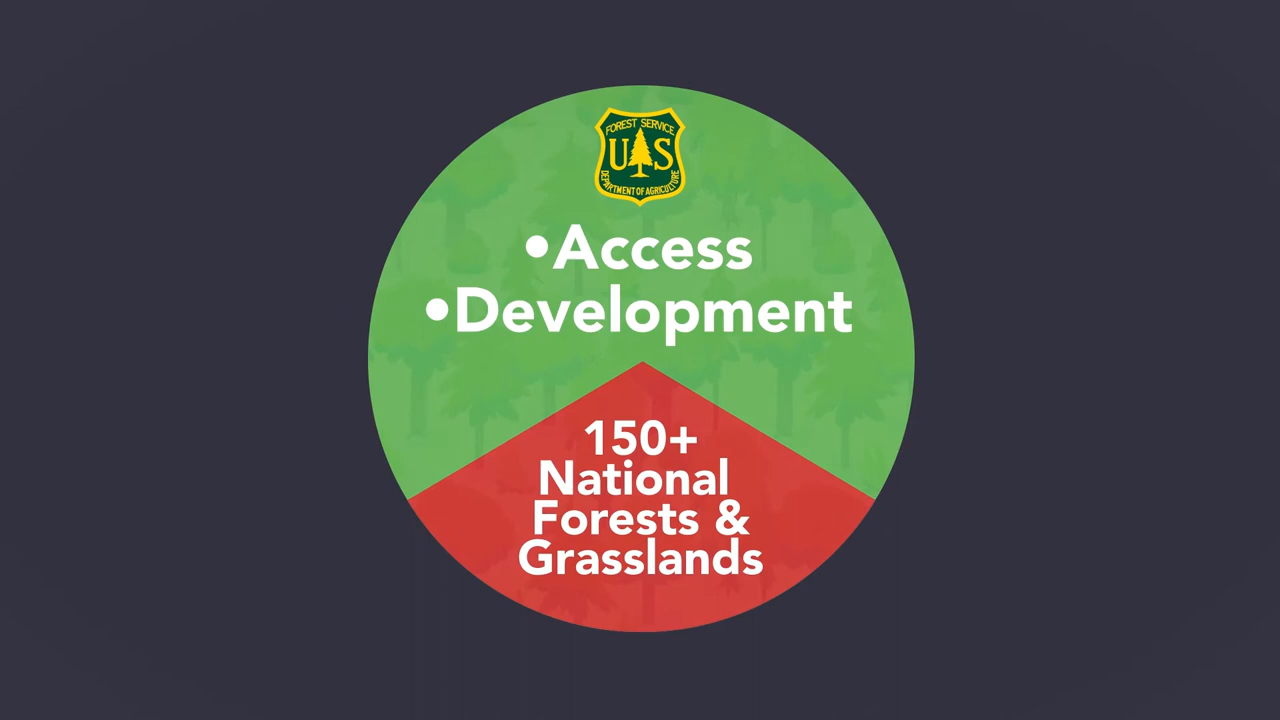 FOREST SERVICE
U S
DEPARTMENT OF AGRICULTURE
•Access
•Development
150+
National
Forests &
Grasslands